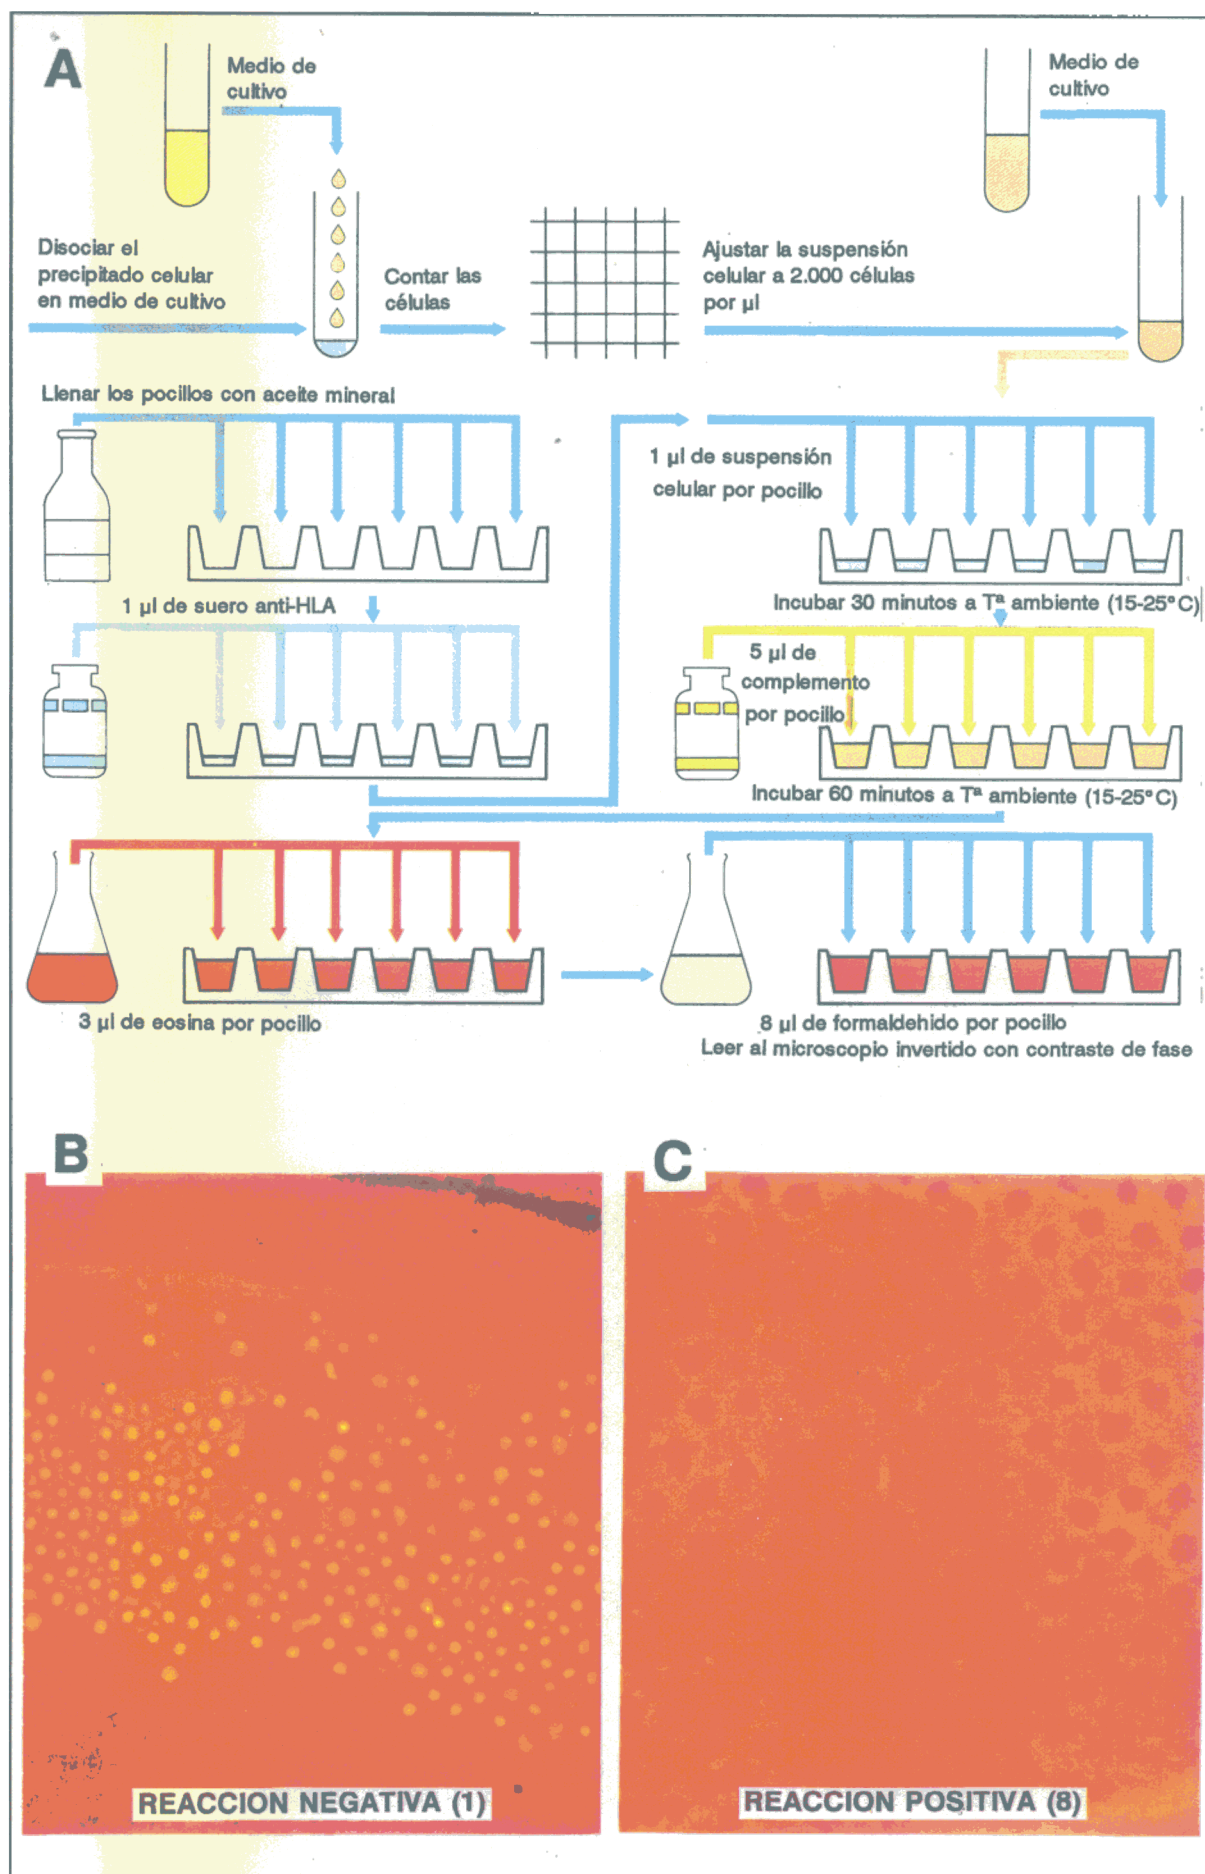 A
Medio de
cultivo
Medio de
cultivo
Disociar el
precipitado celular
en medio de cultivo
Contar las
células
Ajustar la suspensión
celular a 2.000 células
por µl
Llenar los pocillos con aceite mineral
1 µl de suspensión
celular por pocillo
1 µl de suero anti-HLA
Incubar 30 minutos a Tª ambiente (15-25°C)
5 µl de
complemento
por pocillo
Incubar 60 minutos a Tª ambiente (15-25°C)
3 µl de eosina por pocillo
8 µl de formaldehido por pocillo
Leer al microscopio invertido con contraste de fase
B
C
REACCION NEGATIVA (1)
REACCION POSITIVA (8)